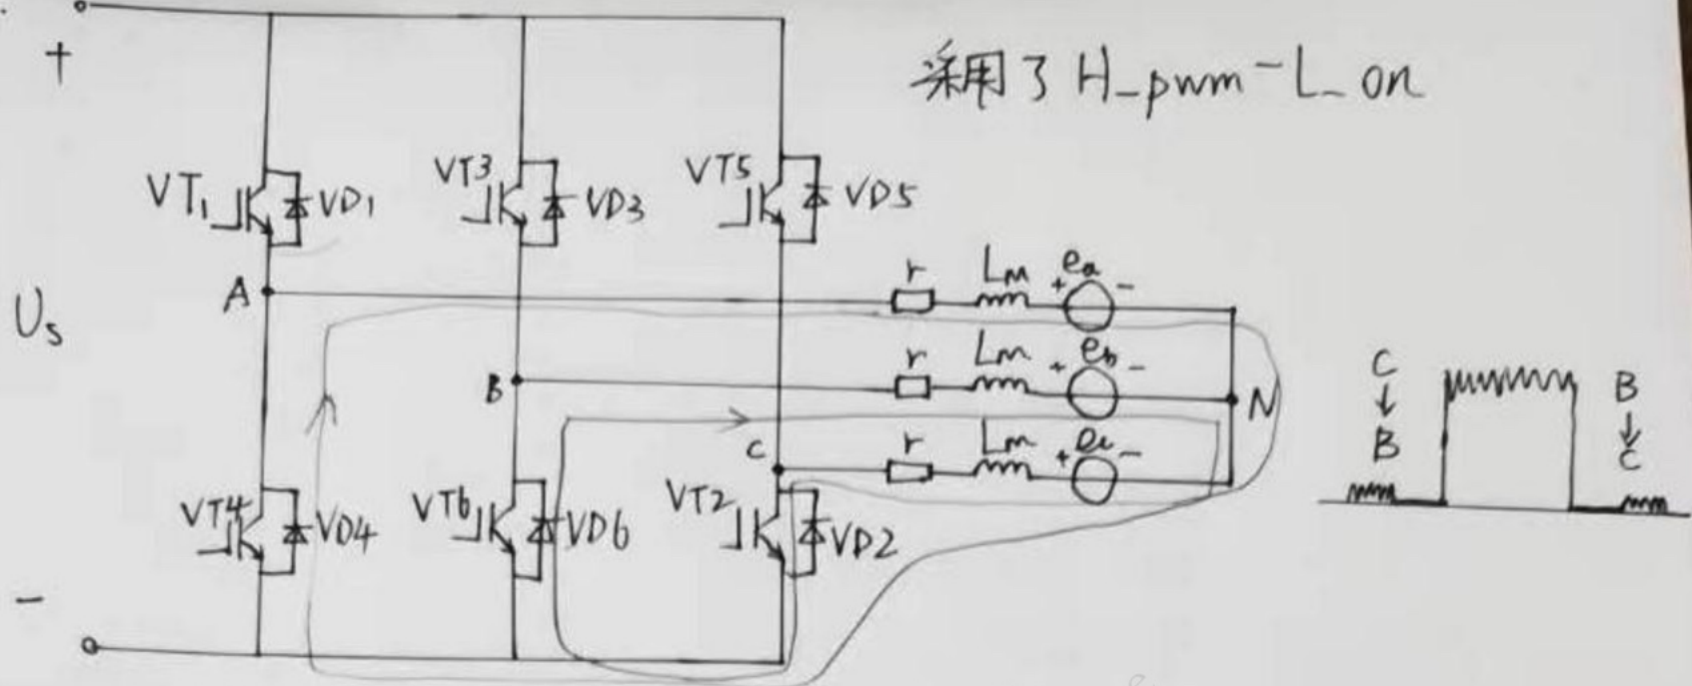 采用了 H_pwm-L_on
+
VT1
VD1
VT3
VD3
VT5
VD5
Us
A
r
Lm
+
ea
-
B
r
Lm
+
eb
-
N
C
r
Lm
+
ec
-
C
↓
B
B
↓
C
VT4
VD4
VT6
VD6
VT2
VD2
-